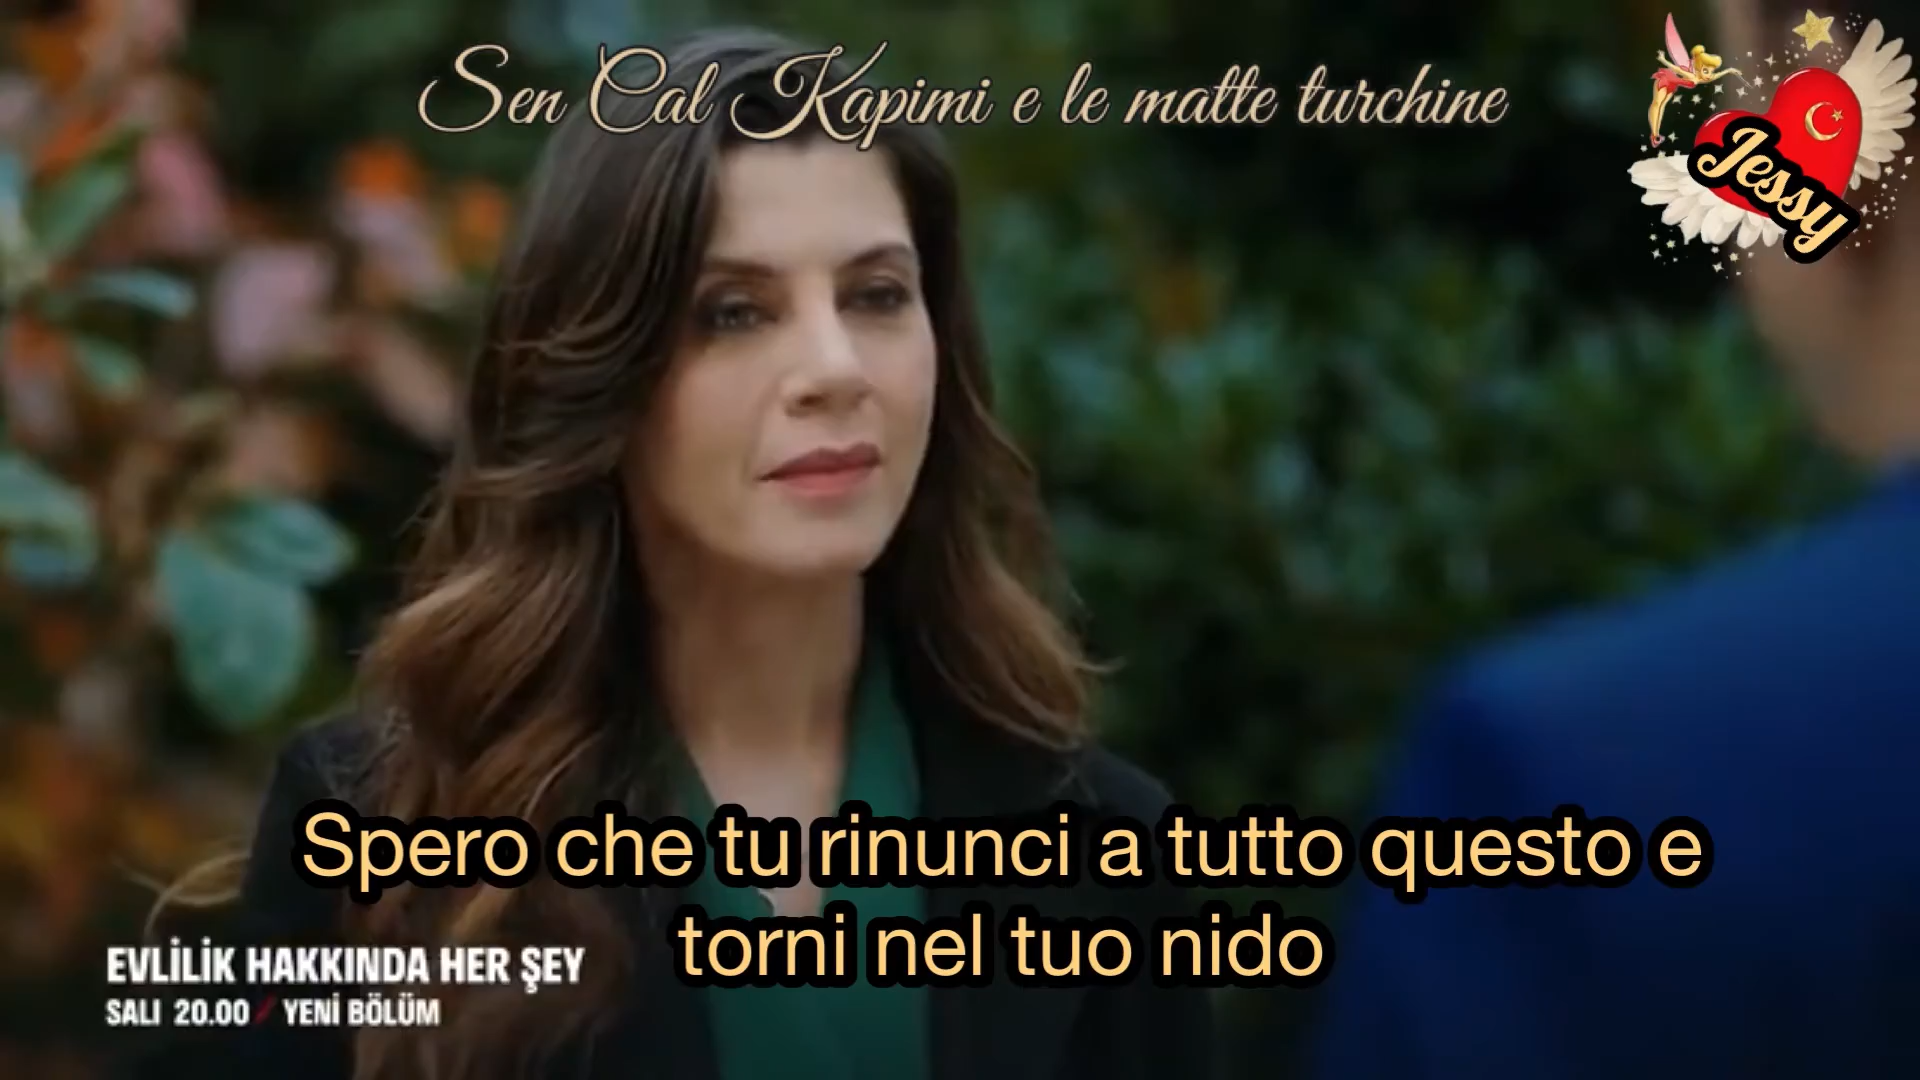 Sen Cal Kapimi e le matte turchine
Jessy
Spero che tu rinunci a tutto questo e
torni nel tuo nido
EVLİLİK HAKKINDA HER ŞEY
SALI 20.00 / YENİ BÖLÜM